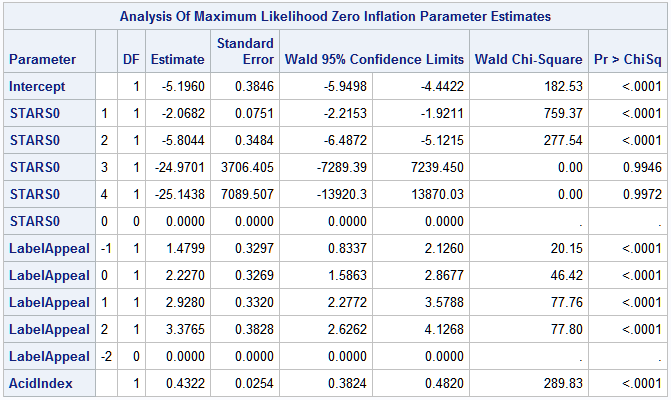 Analysis Of Maximum Likelihood Zero Inflation Parameter Estimates
Parameter DF Estimate Standard Error Wald 95% Confidence Limits Wald Chi-Square Pr > ChiSq
Intercept 1 -5.1960 0.3846 -5.9498 -4.4422 182.53 <.0001
STARS0 1 1 -2.0682 0.0751 -2.2153 -1.9211 759.37 <.0001
STARS0 2 1 -5.8044 0.3484 -6.4872 -5.1215 277.54 <.0001
STARS0 3 1 -24.9701 3706.405 -7289.39 7239.450 0.00 0.9946
STARS0 4 1 -25.1438 7089.507 -13920.3 13870.03 0.00 0.9972
STARS0 0 0 0.0000 0.0000 0.0000 0.0000 . .
LabelAppeal -1 1 1.4799 0.3297 0.8337 2.1260 20.15 <.0001
LabelAppeal 0 1 2.2270 0.3269 1.5863 2.8677 46.42 <.0001
LabelAppeal 1 1 2.9280 0.3320 2.2772 3.5788 77.76 <.0001
LabelAppeal 2 1 3.3765 0.3828 2.6262 4.1268 77.80 <.0001
LabelAppeal -2 0 0.0000 0.0000 0.0000 0.0000 . .
AcidIndex 1 0.4322 0.0254 0.3824 0.4820 289.83 <.0001